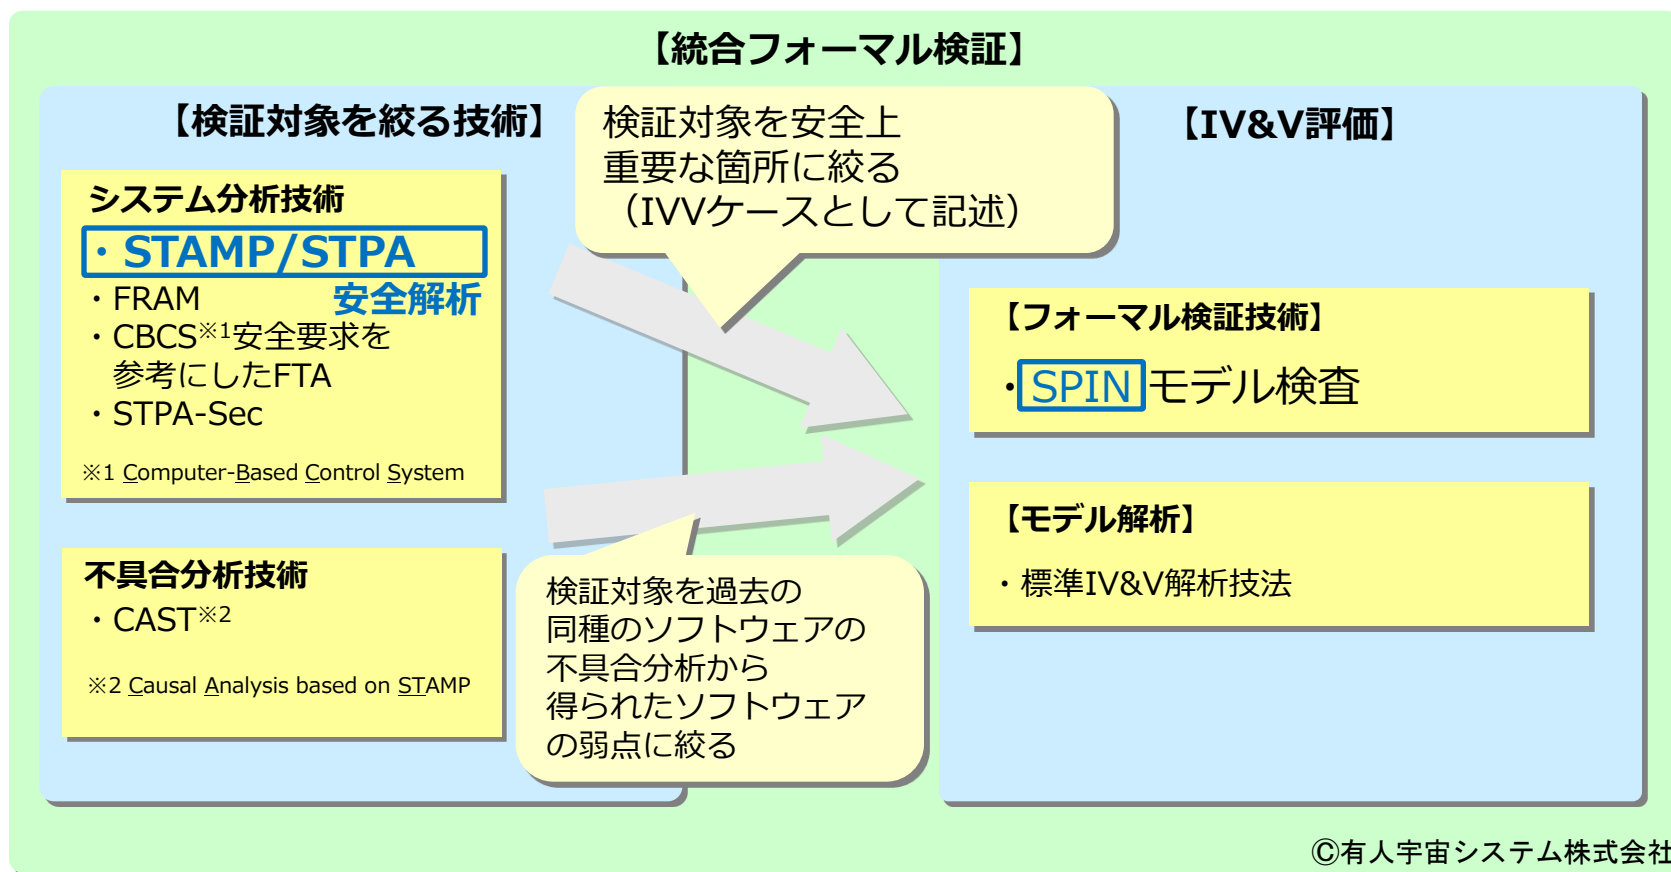 【統合フォーマル検証】
【検証対象を絞る技術】
システム分析技術
・STAMP/STPA
・FRAM 安全解析
・CBCS※1安全要求を
参考にしたFTA
・STPA-Sec
※1 Computer-Based Control System
不具合分析技術
・CAST※2
※2 Causal Analysis based on STAMP
検証対象を安全上
重要な箇所に絞る
（IVVケースとして記述）
検証対象を過去の
同種のソフトウェアの
不具合分析から
得られたソフトウェア
の弱点に絞る
【IV&V評価】
【フォーマル検証技術】
・SPINモデル検査
【モデル解析】
・標準IV&V解析技法
Ⓒ有人宇宙システム株式会社